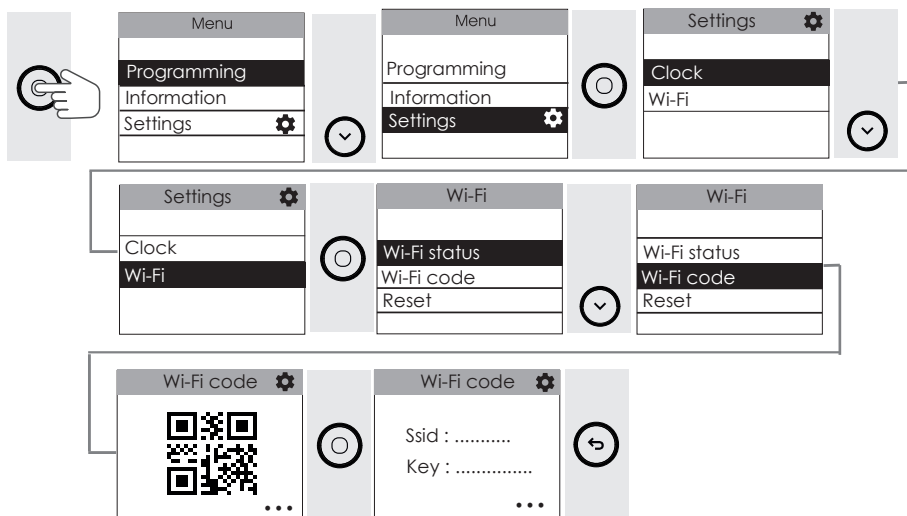 Menu
Programming
Information
Settings
Menu
Programming
Information
Settings
Settings
Clock
Wi-Fi
Settings
Clock
Wi-Fi
Wi-Fi
Wi-Fi status
Wi-Fi code
Reset
Wi-Fi
Wi-Fi status
Wi-Fi code
Reset
Wi-Fi code
Wi-Fi code
Ssid : ...........
Key : ...............